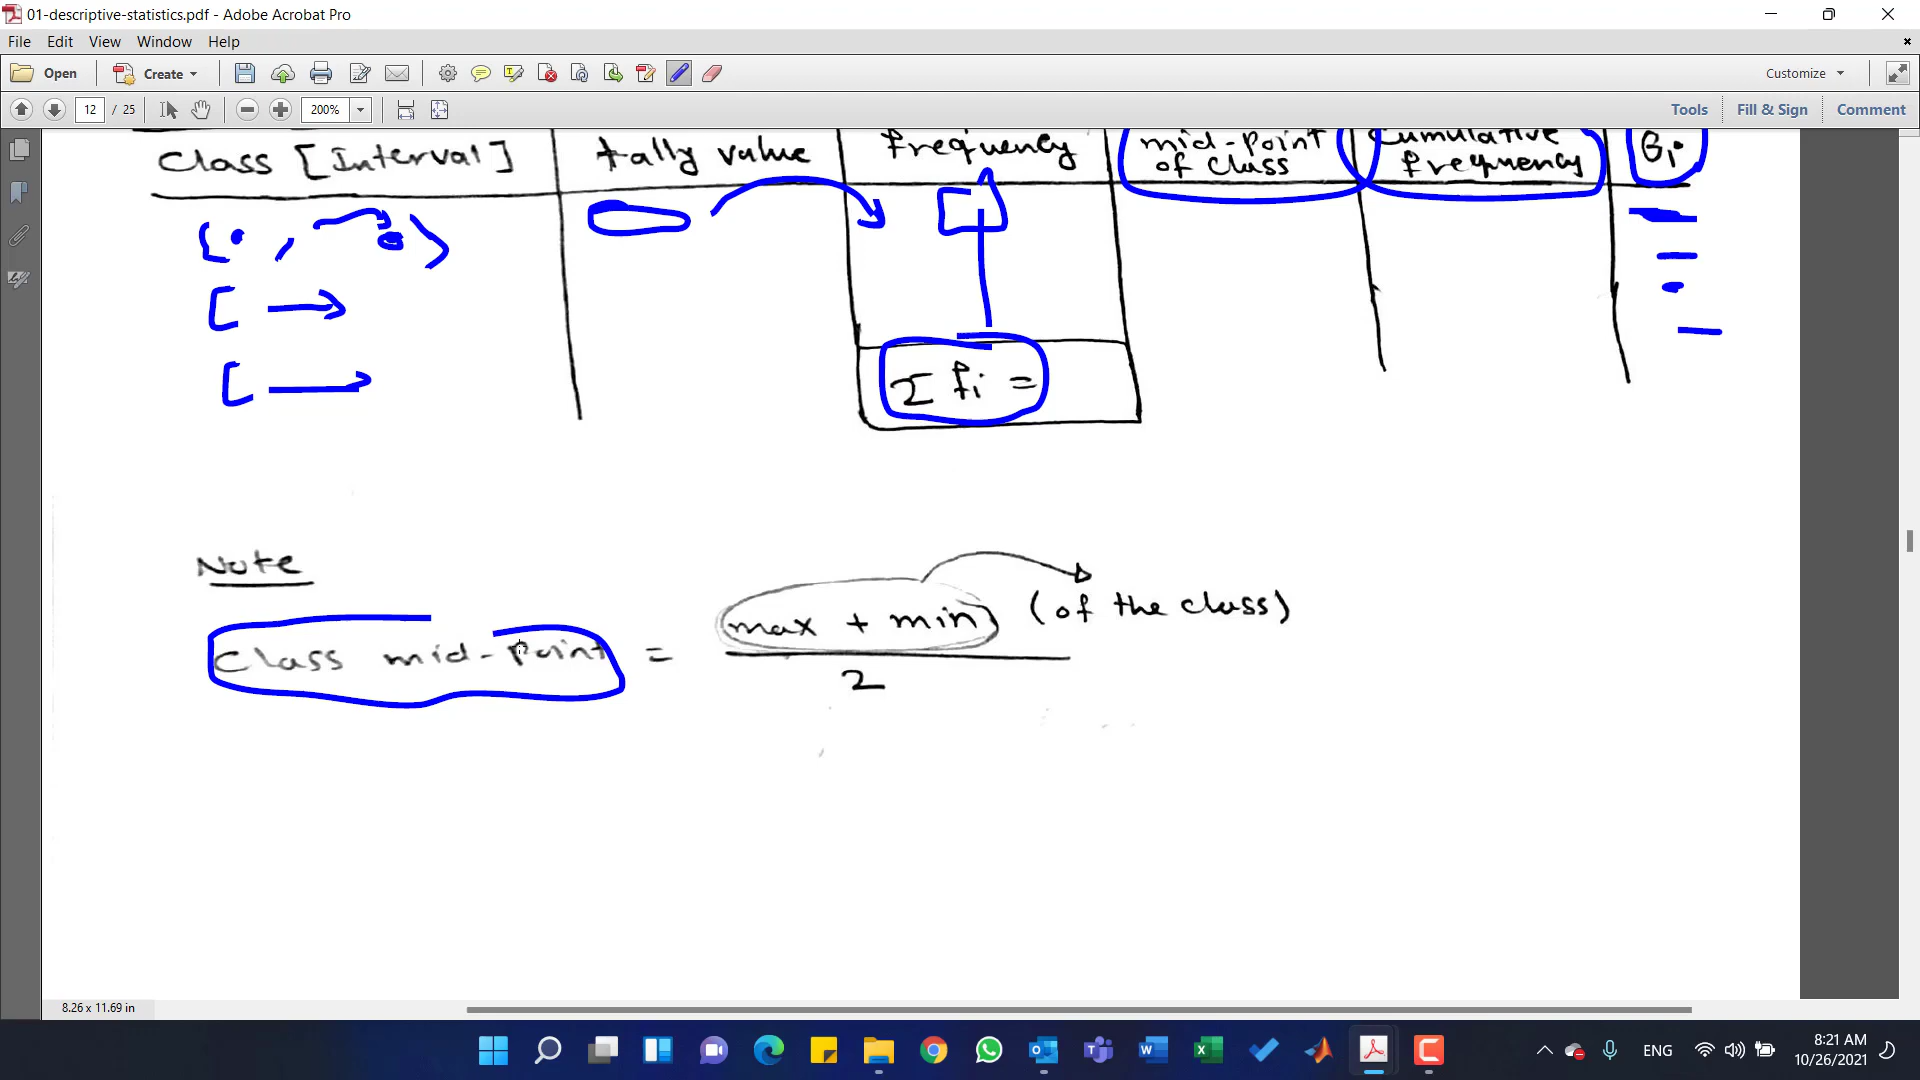 01-descriptive-statistics.pdf - Adobe Acrobat Pro
File Edit View Window Help
Open Create Customize
12 / 25 200% Tools Fill & Sign Comment
Class [Interval] tally value frequency mid-point of class Cumulative frequency Bi
Σ fi =
Note
Class mid-point = max + min (of the class)
2
8.26 x 11.69 in
ENG 8:21 AM
10/26/2021